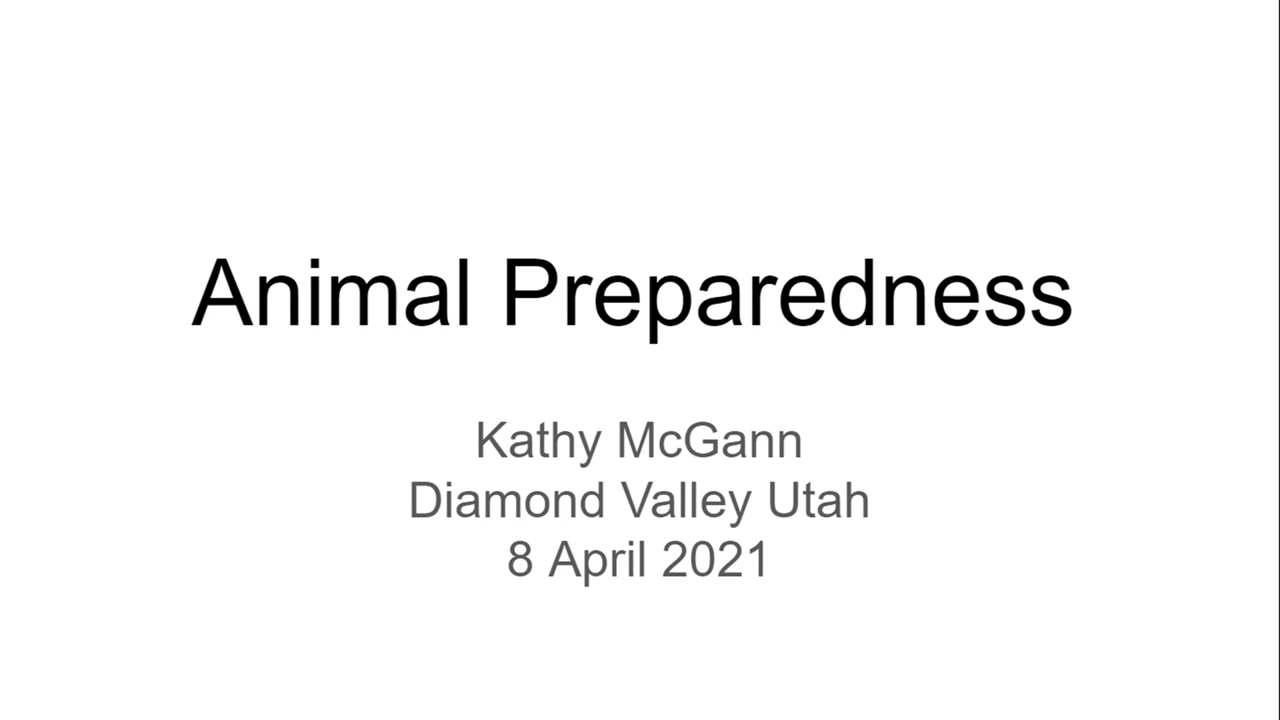 Animal Preparedness
Kathy McGann
Diamond Valley Utah
8 April 2021